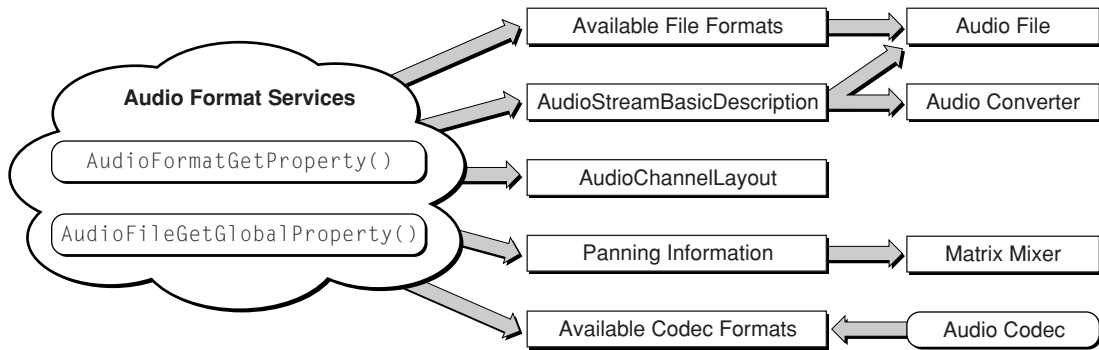 Audio Format Services
AudioFormatGetProperty()
AudioFileGetGlobalProperty()
Available File Formats
Audio File
AudioStreamBasicDescription
Audio Converter
AudioChannelLayout
Panning Information
Matrix Mixer
Available Codec Formats
Audio Codec